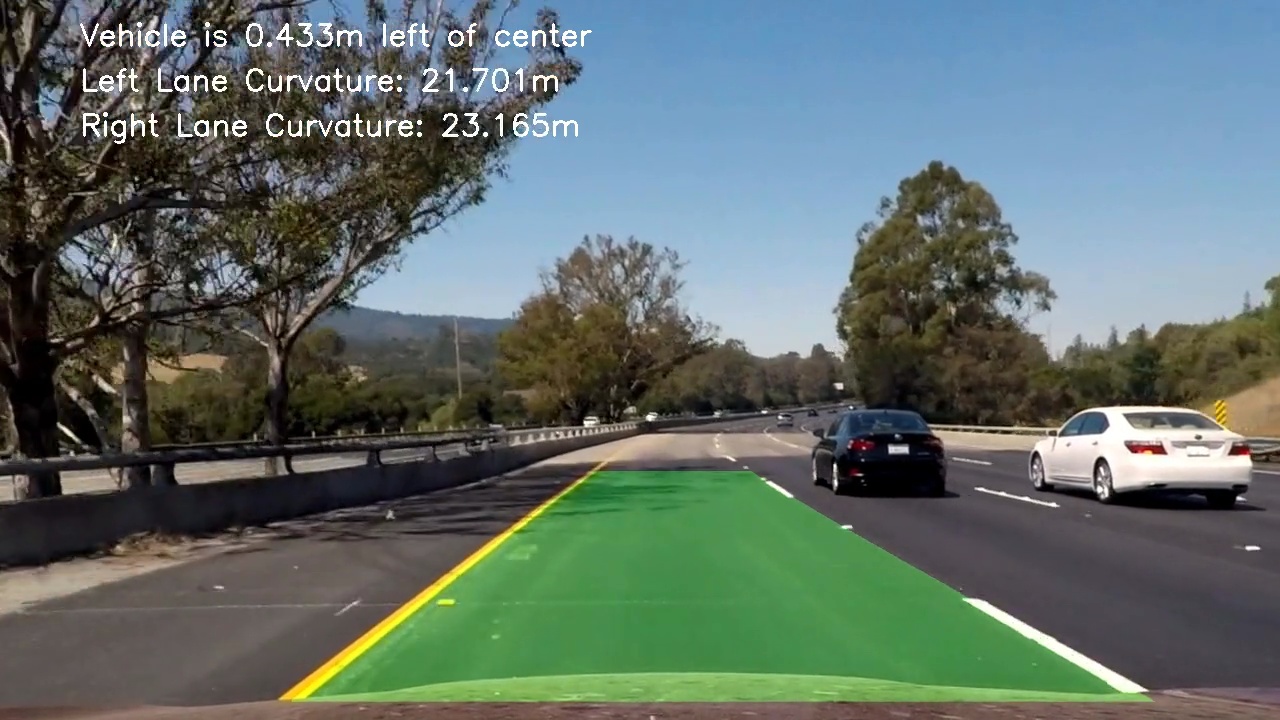 Vehicle is 0.433m left of center
Left Lane Curvature: 21.701m
Right Lane Curvature: 23.165m